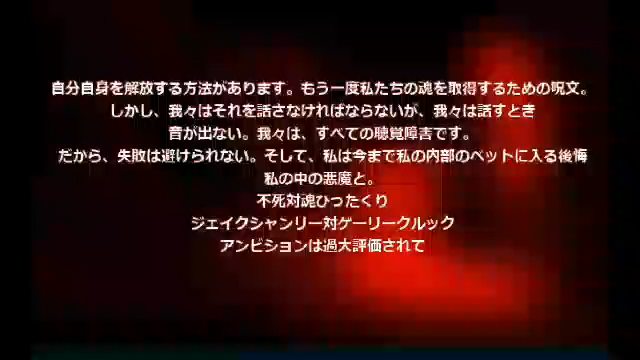 自分自身を解放する方法があります。もう一度私たちの魂を取得するための呪文。
しかし、我々はそれを話さなければならないが、我々は話すとき
音が出ない。我々は、すべての聴覚障害です。
だから、失敗は避けられない。そして、私は今まで私の内部のベットに入る後悔
私の中の悪魔と。
不死対魂ひったくり
ジェイクシャンリー対ゲーリークルック
アンビションは過大評価されて